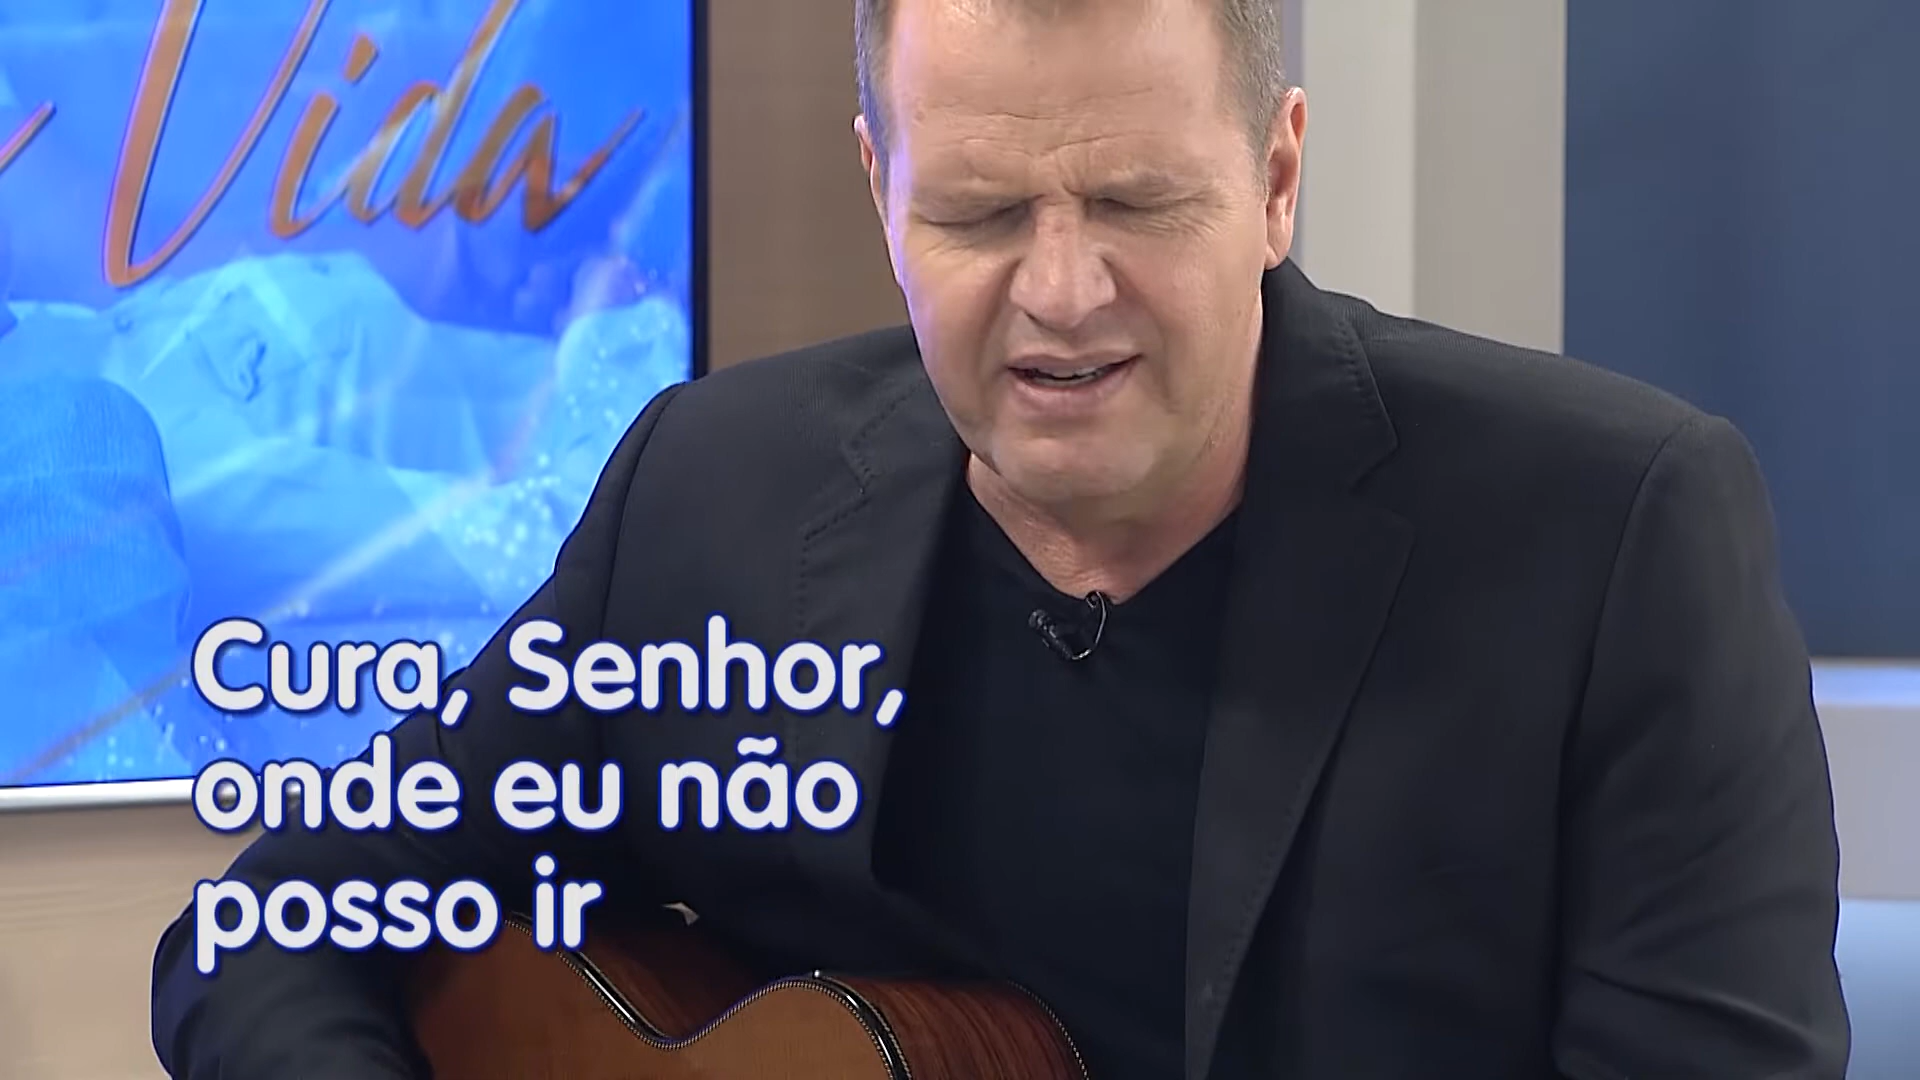 Vida
Cura, Senhor,
onde eu não
posso ir